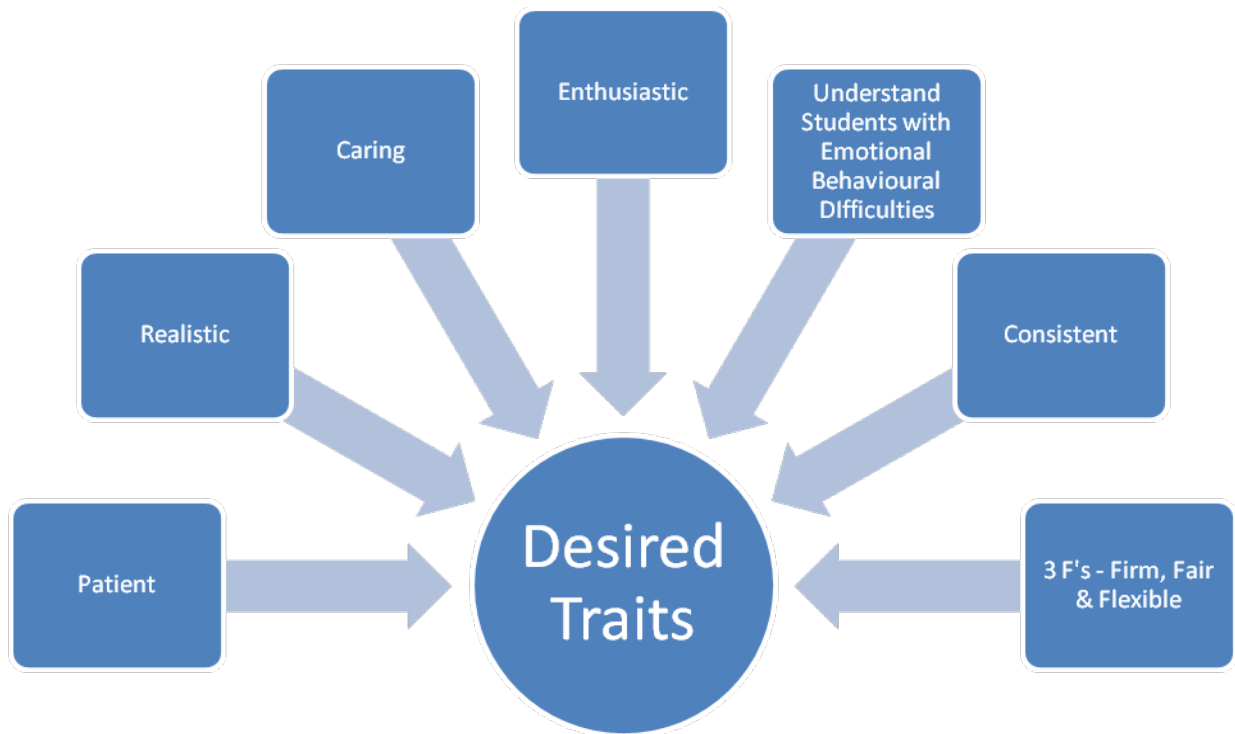 Enthusiastic
Understand
Students with
Emotional
Behavioural
DIfficulties
Caring
Realistic
Consistent
Patient
Desired
Traits
3 F's - Firm, Fair
& Flexible